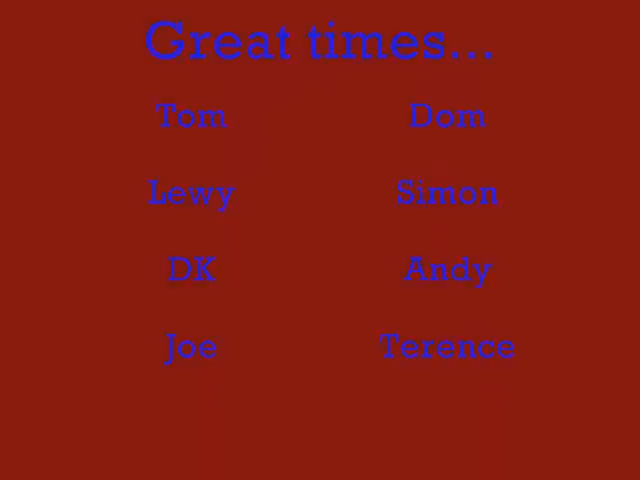 Great times...
Tom Dom
Lewy Simon
DK Andy
Joe Terence